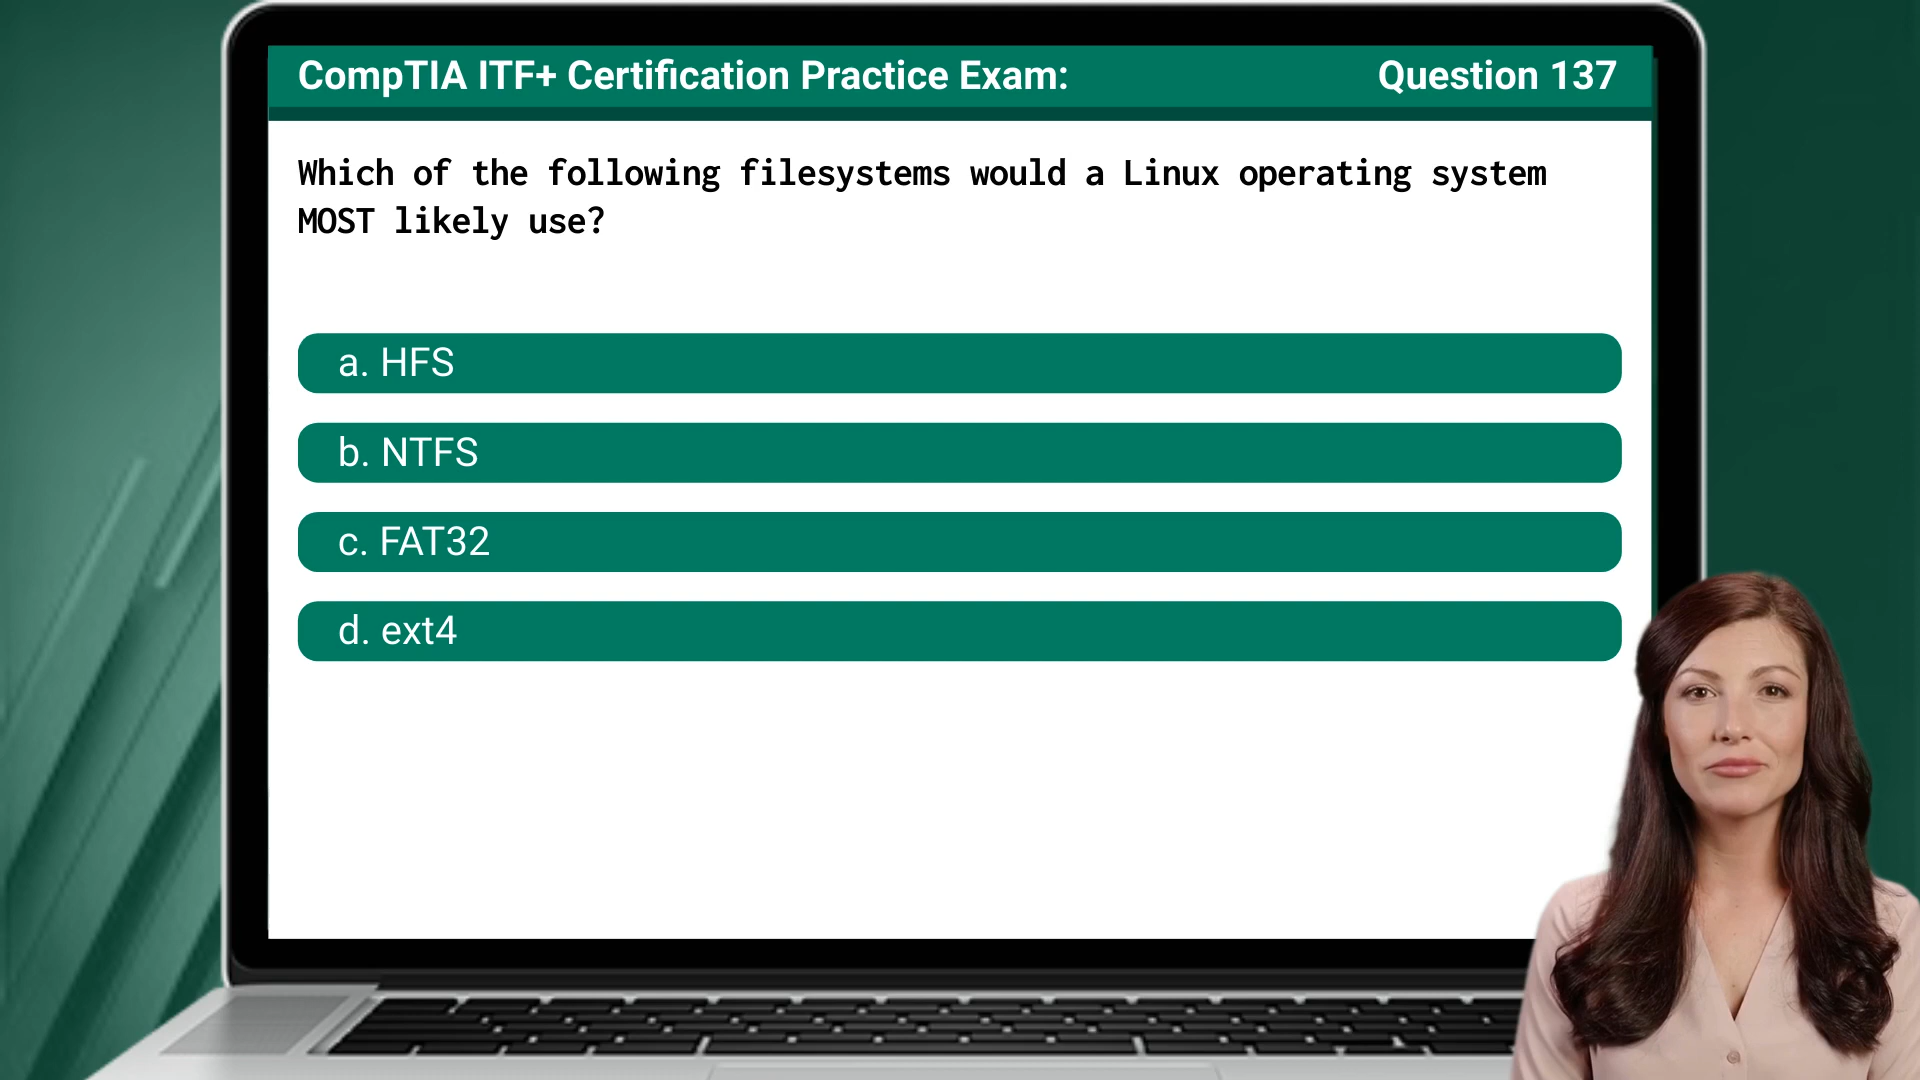 CompTIA ITF+ Certification Practice Exam:
Question 137
Which of the following filesystems would a Linux operating system
MOST likely use?
a. HFS
b. NTFS
c. FAT32
d. ext4